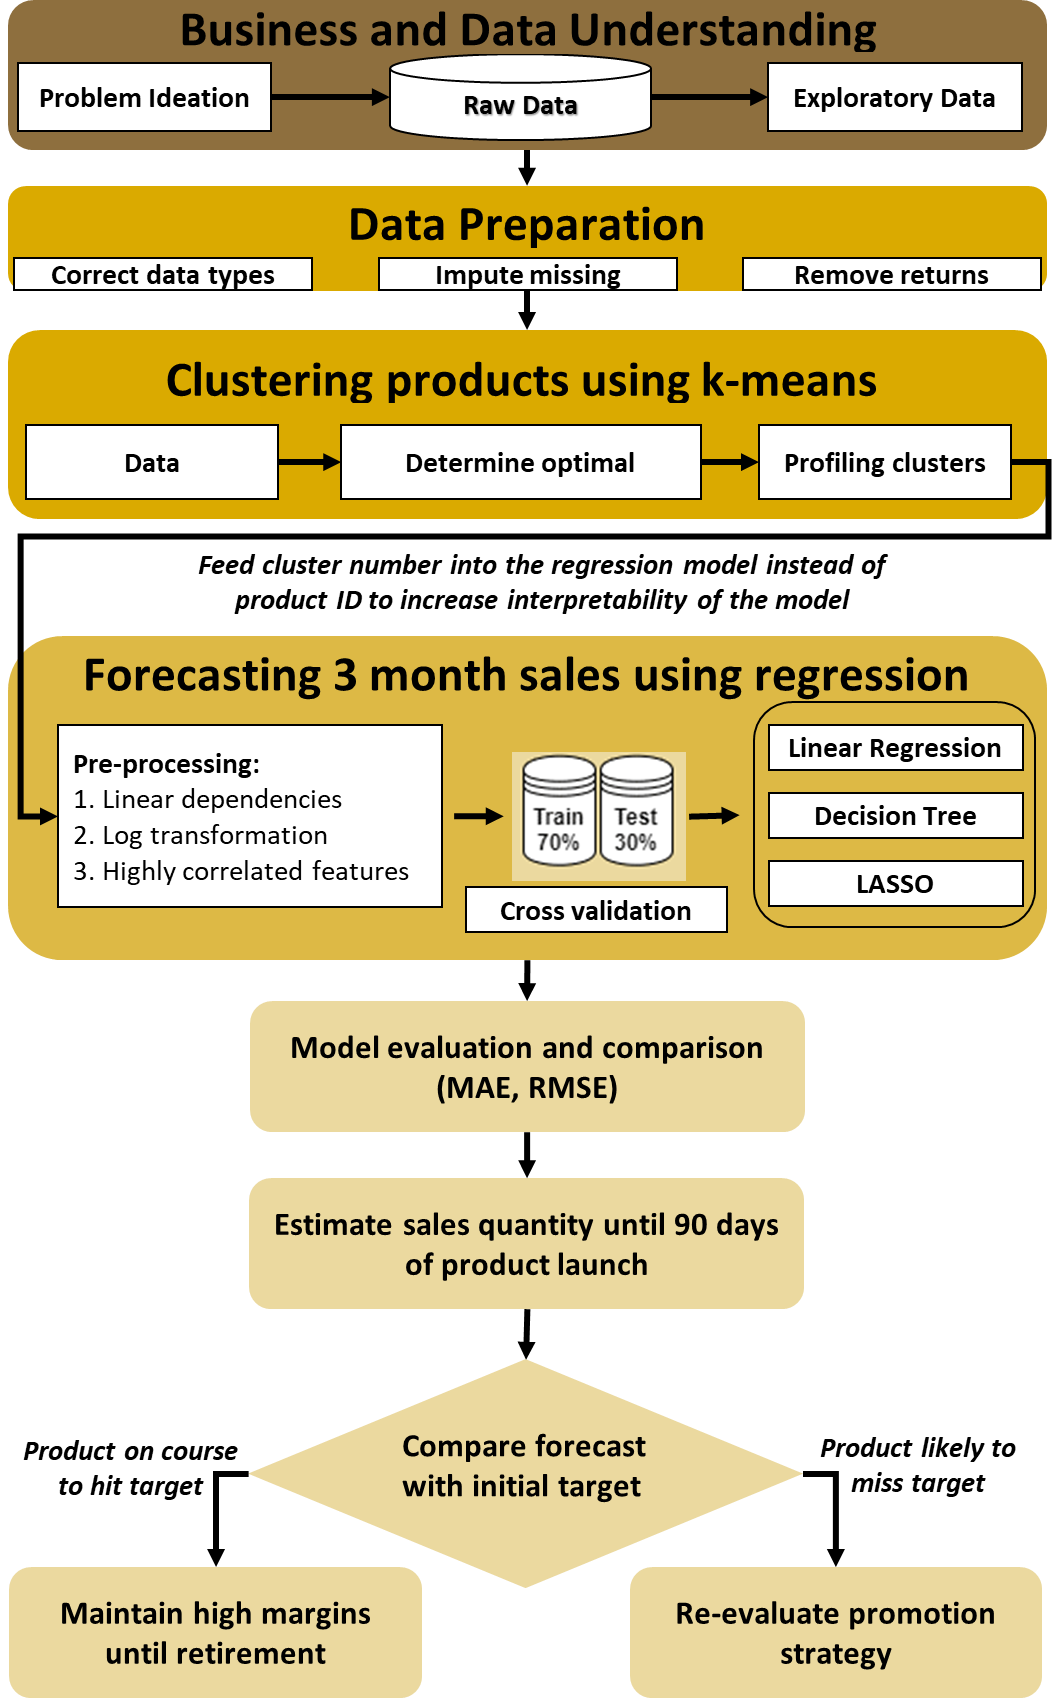 Business and Data Understanding
Problem Ideation
Raw Data
Exploratory Data
Data Preparation
Correct data types
Impute missing
Remove returns
Clustering products using k-means
Data
Determine optimal
Profiling clusters
Feed cluster number into the regression model instead of
product ID to increase interpretability of the model
Forecasting 3 month sales using regression
Pre-processing:
1. Linear dependencies
2. Log transformation
3. Highly correlated features
Train
70%
Test
30%
Cross validation
Linear Regression
Decision Tree
LASSO
Model evaluation and comparison
(MAE, RMSE)
Estimate sales quantity until 90 days
of product launch
Compare forecast
with initial target
Product on course
to hit target
Product likely to
miss target
Maintain high margins
until retirement
Re-evaluate promotion
strategy